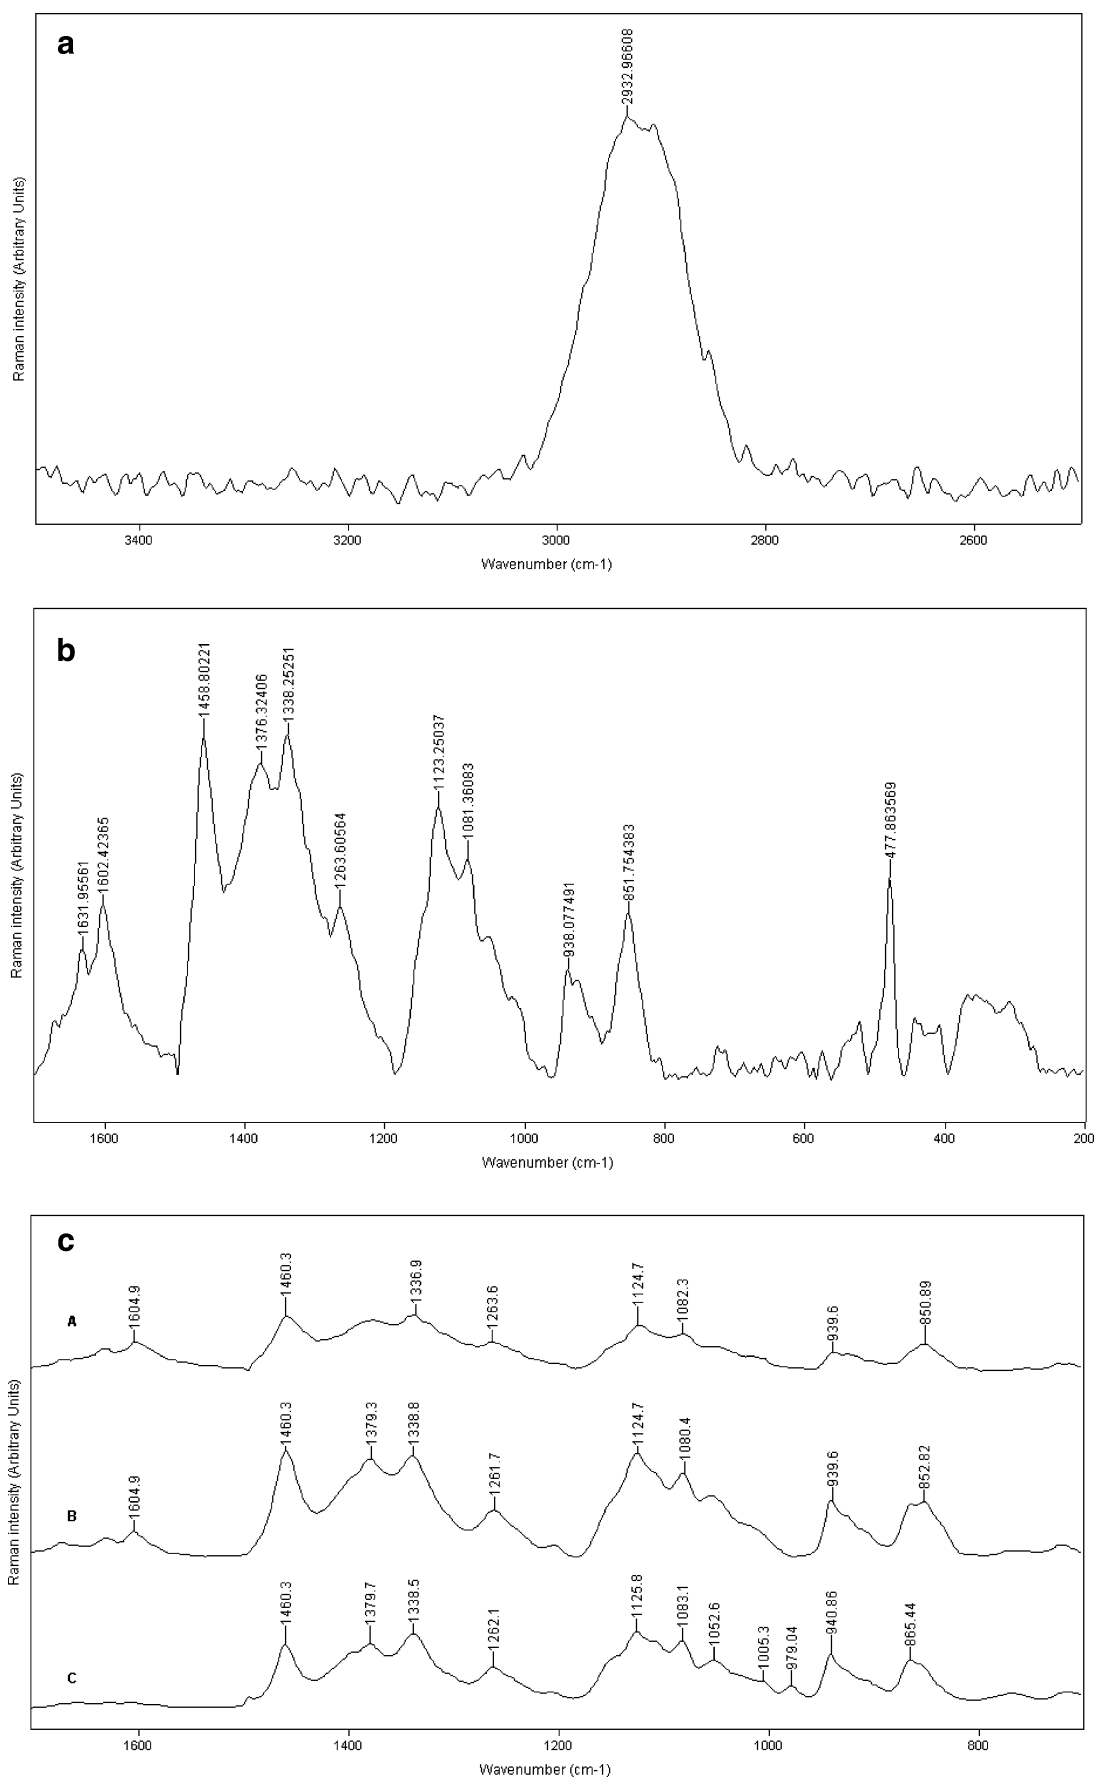 a
2932.96608
Raman intensity (Arbitrary Units)
3400 3200 3000 2800 2600
Wavenumber (cm-1)
b
1631.95561
1602.42365
1458.80221
1376.32406
1338.25251
1263.60564
1123.25037
1081.36083
938.077491
851.754383
477.863569
Raman intensity (Arbitrary Units)
1600 1400 1200 1000 800 600 400 200
Wavenumber (cm-1)
c
A
1604.9
1460.3
1336.9
1263.6
1124.7
1082.3
939.6
850.89
B
1604.9
1460.3
1379.3
1338.8
1261.7
1124.7
1080.4
939.6
852.82
C
1460.3
1379.7
1338.5
1262.1
1125.8
1083.1
1052.6
1005.3
979.04
940.86
865.44
Raman intensity (Arbitrary Units)
1600 1400 1200 1000 800
Wavenumber (cm-1)